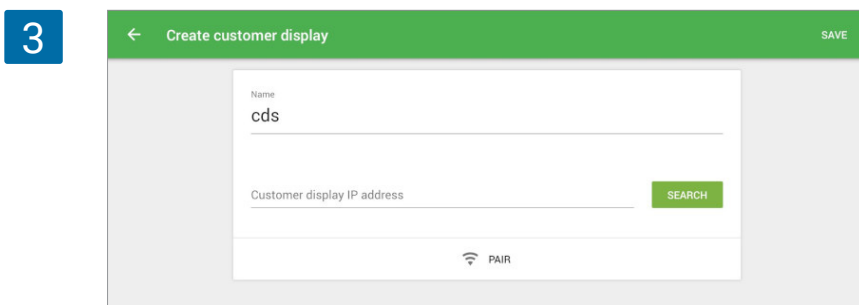 3
Create customer display
SAVE
Name
cds
Customer display IP address
SEARCH
PAIR